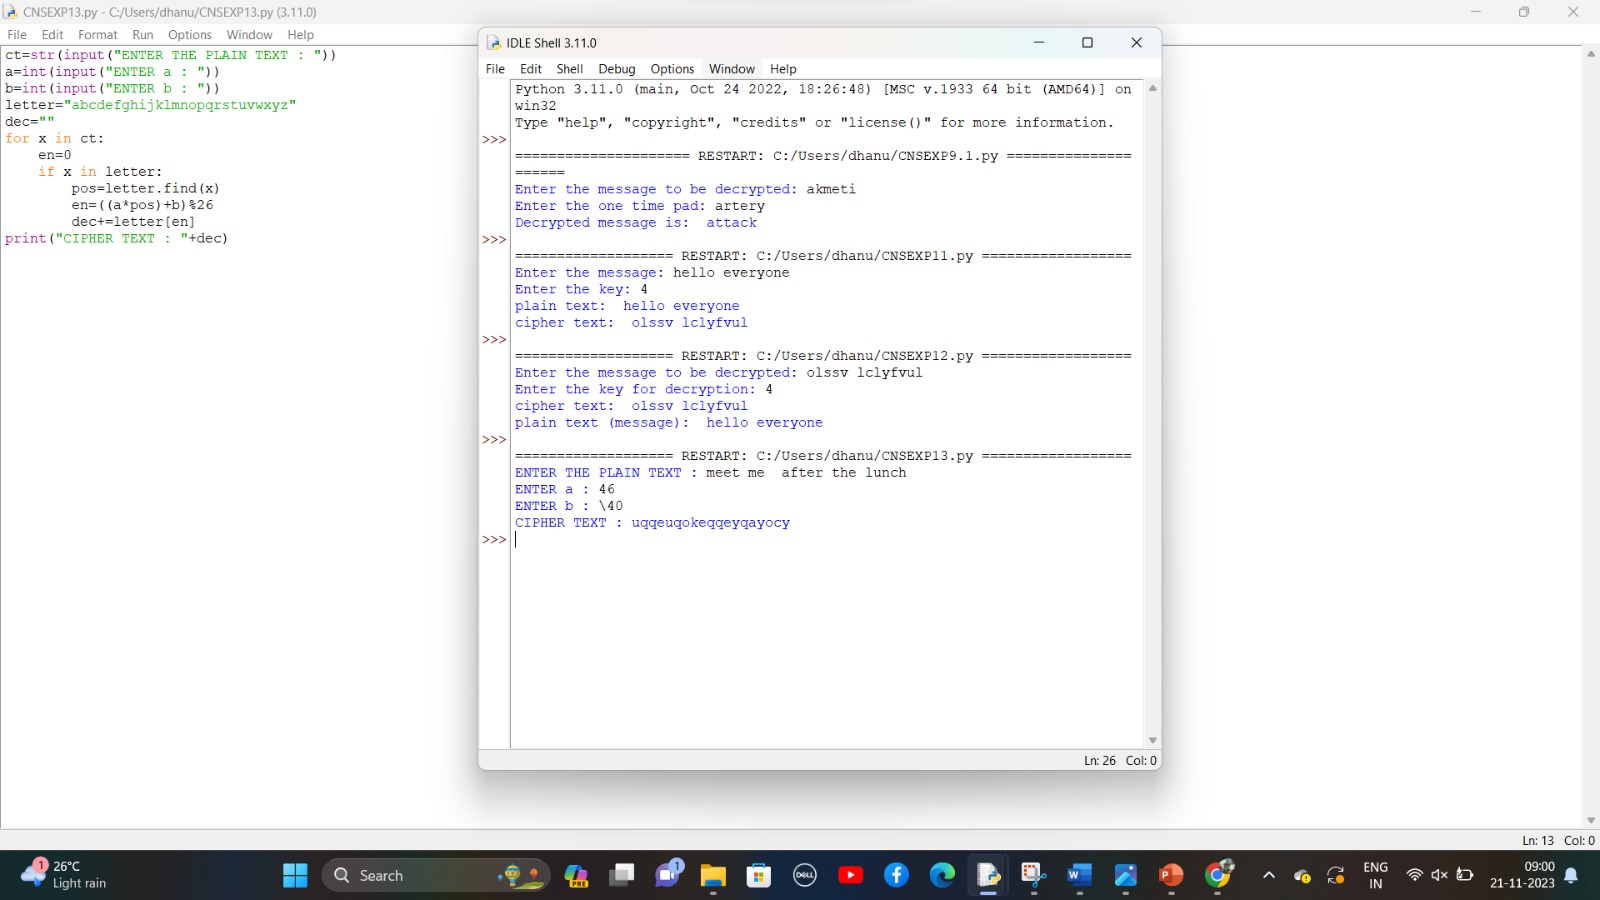 CNSEXP13.py - C:/Users/dhanu/CNSEXP13.py (3.11.0)
File Edit Format Run Options Window Help
ct=str(input("ENTER THE PLAIN TEXT : "))
a=int(input("ENTER a : "))
b=int(input("ENTER b : "))
letter="abcdefghijklmnopqrstuvwxyz"
dec=""
for x in ct:
    en=0
    if x in letter:
        pos=letter.find(x)
        en=((a*pos)+b)%26
        dec+=letter[en]
print("CIPHER TEXT : "+dec)
IDLE Shell 3.11.0
File Edit Shell Debug Options Window Help
Python 3.11.0 (main, Oct 24 2022, 18:26:48) [MSC v.1933 64 bit (AMD64)] on
win32
Type "help", "copyright", "credits" or "license()" for more information.
>>>
===================== RESTART: C:/Users/dhanu/CNSEXP9.1.py ===============
======
Enter the message to be decrypted: akmeti
Enter the one time pad: artery
Decrypted message is:  attack
>>>
=================== RESTART: C:/Users/dhanu/CNSEXP11.py ==================
Enter the message: hello everyone
Enter the key: 4
plain text:  hello everyone
cipher text:  olssv lclyfvul
>>>
=================== RESTART: C:/Users/dhanu/CNSEXP12.py ==================
Enter the message to be decrypted: olssv lclyfvul
Enter the key for decryption: 4
cipher text:  olssv lclyfvul
plain text (message):  hello everyone
>>>
=================== RESTART: C:/Users/dhanu/CNSEXP13.py ==================
ENTER THE PLAIN TEXT : meet me  after the lunch
ENTER a : 46
ENTER b : \40
CIPHER TEXT : uqqeuqokeqqeyqayocy
>>>
Ln: 26 Col: 0
Ln: 13 Col: 0
1
26°C
Light rain
Search
PRE
1
DELL
W
P
ENG
IN
09:00
21-11-2023